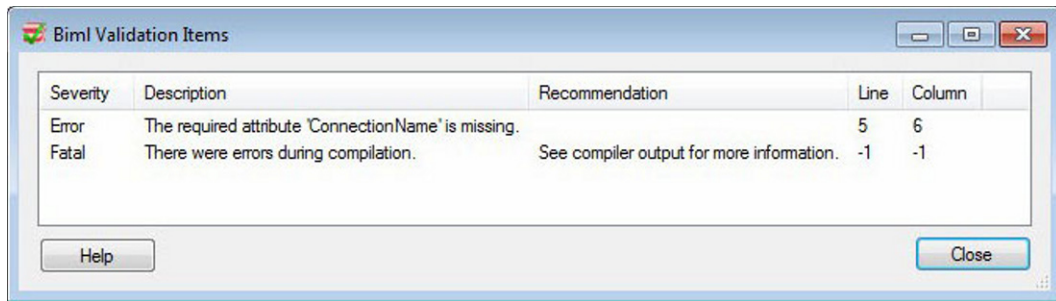 Biml Validation Items
Severity Description Recommendation Line Column
Error The required attribute 'ConnectionName' is missing. 5 6
Fatal There were errors during compilation. See compiler output for more information. -1 -1
Help Close